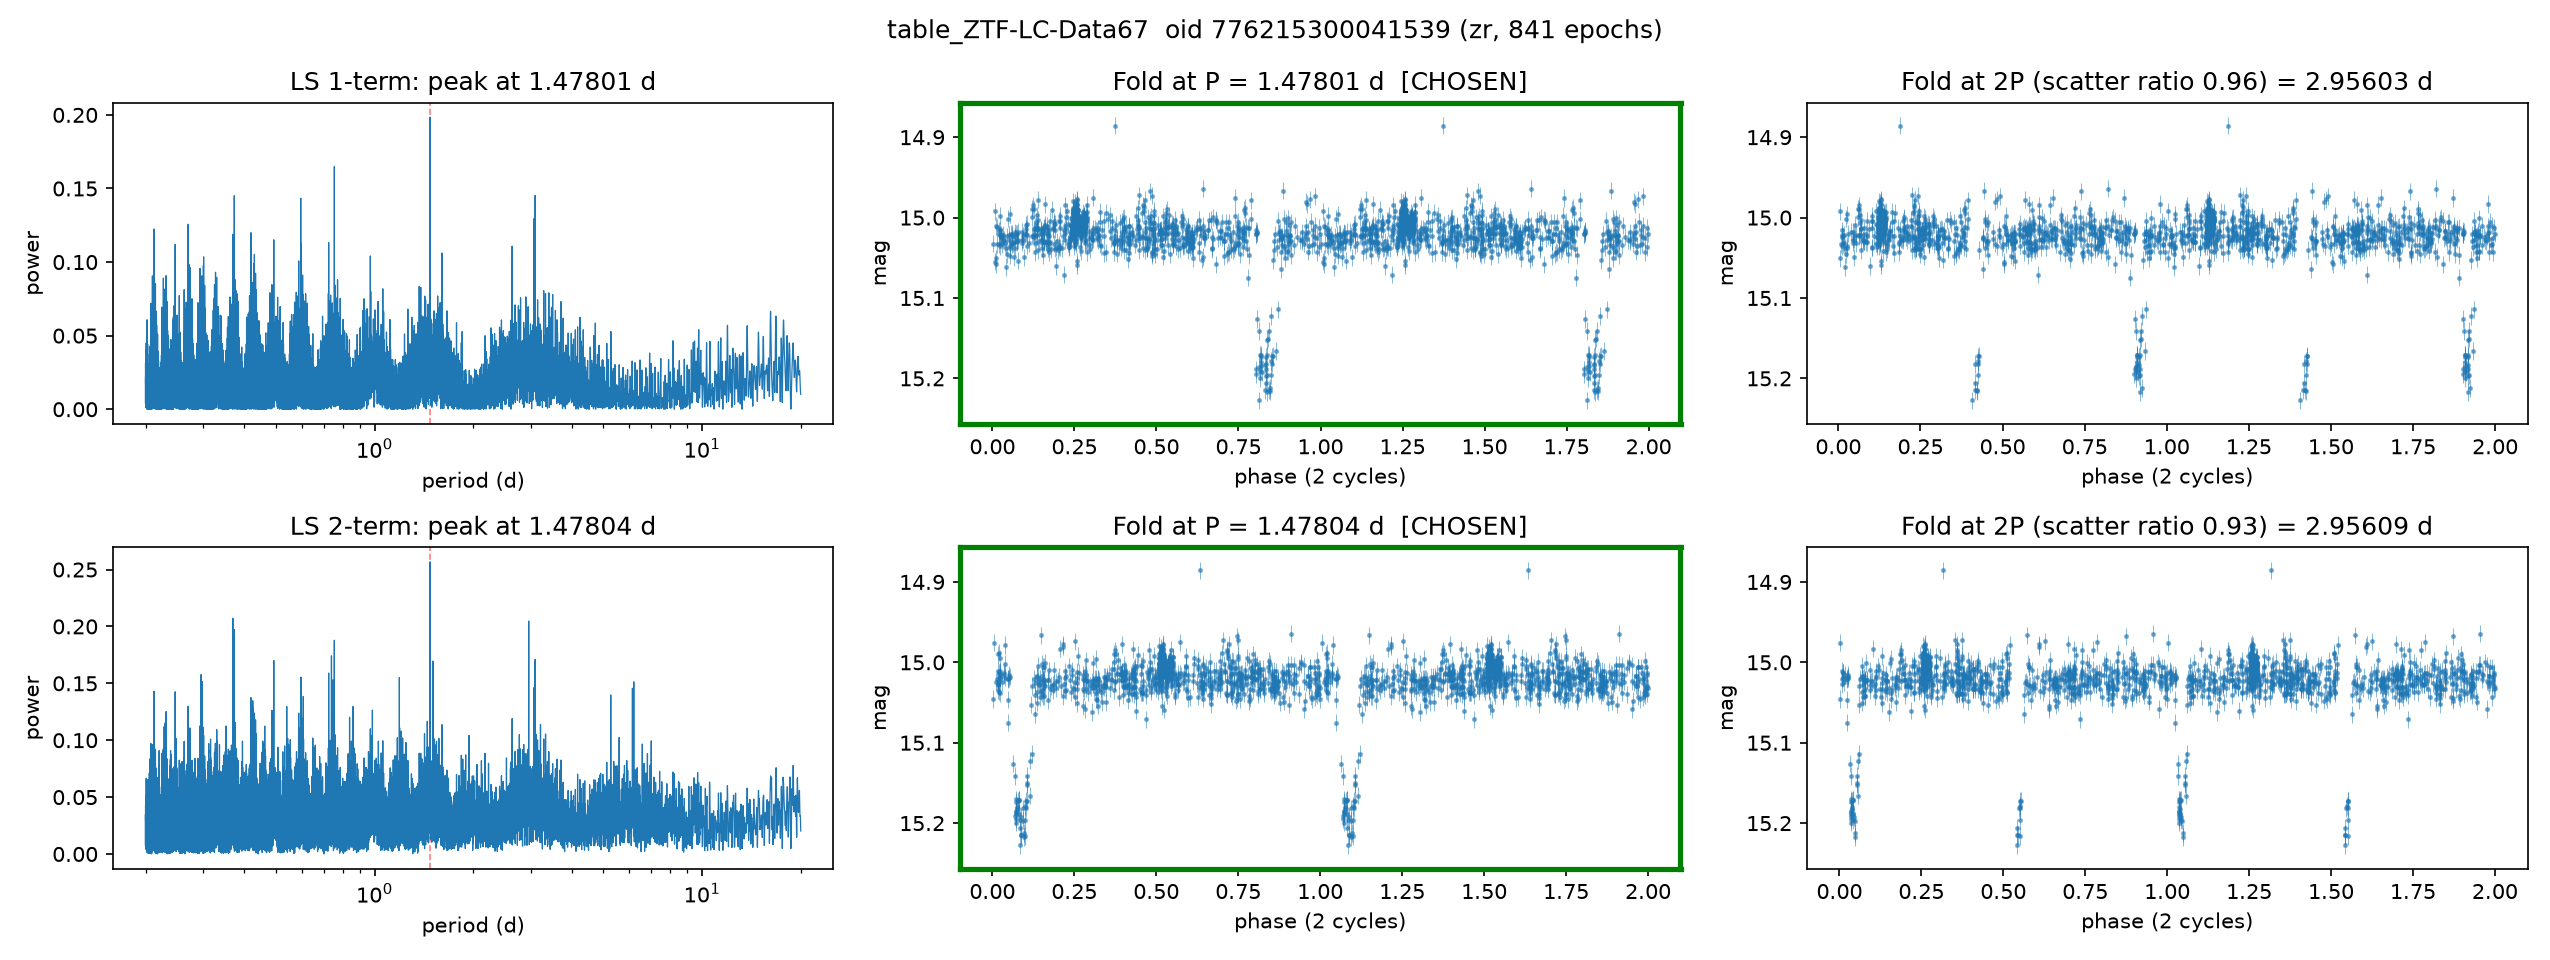 table_ZTF-LC-Data67  oid 776215300041539 (zr, 841 epochs)
LS 1-term: peak at 1.47801 d
0.20
0.15
0.10
0.05
0.00
power
10^0
10^1
period (d)
Fold at P = 1.47801 d  [CHOSEN]
14.9
15.0
15.1
15.2
mag
0.00 0.25 0.50 0.75 1.00 1.25 1.50 1.75 2.00
phase (2 cycles)
Fold at 2P (scatter ratio 0.96) = 2.95603 d
14.9
15.0
15.1
15.2
mag
0.00 0.25 0.50 0.75 1.00 1.25 1.50 1.75 2.00
phase (2 cycles)
LS 2-term: peak at 1.47804 d
0.25
0.20
0.15
0.10
0.05
0.00
power
10^0
10^1
period (d)
Fold at P = 1.47804 d  [CHOSEN]
14.9
15.0
15.1
15.2
mag
0.00 0.25 0.50 0.75 1.00 1.25 1.50 1.75 2.00
phase (2 cycles)
Fold at 2P (scatter ratio 0.93) = 2.95609 d
14.9
15.0
15.1
15.2
mag
0.00 0.25 0.50 0.75 1.00 1.25 1.50 1.75 2.00
phase (2 cycles)